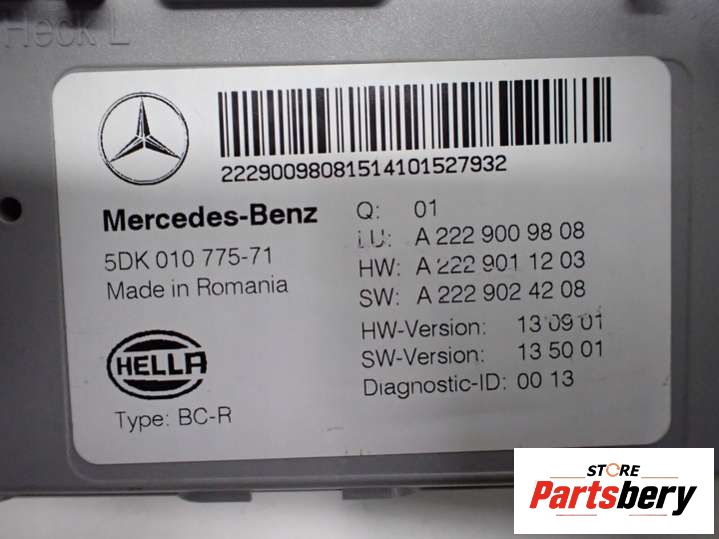 Heck L
22290098081514101527932
Mercedes-Benz
5DK 010 775-71
Made in Romania
Q: 01
LU: A 222 900 98 08
HW: A 222 901 12 03
SW: A 222 902 42 08
HW-Version: 13 09 01
SW-Version: 13 50 01
Diagnostic-ID: 00 13
HELLA
Type: BC-R
STORE
Partsbery